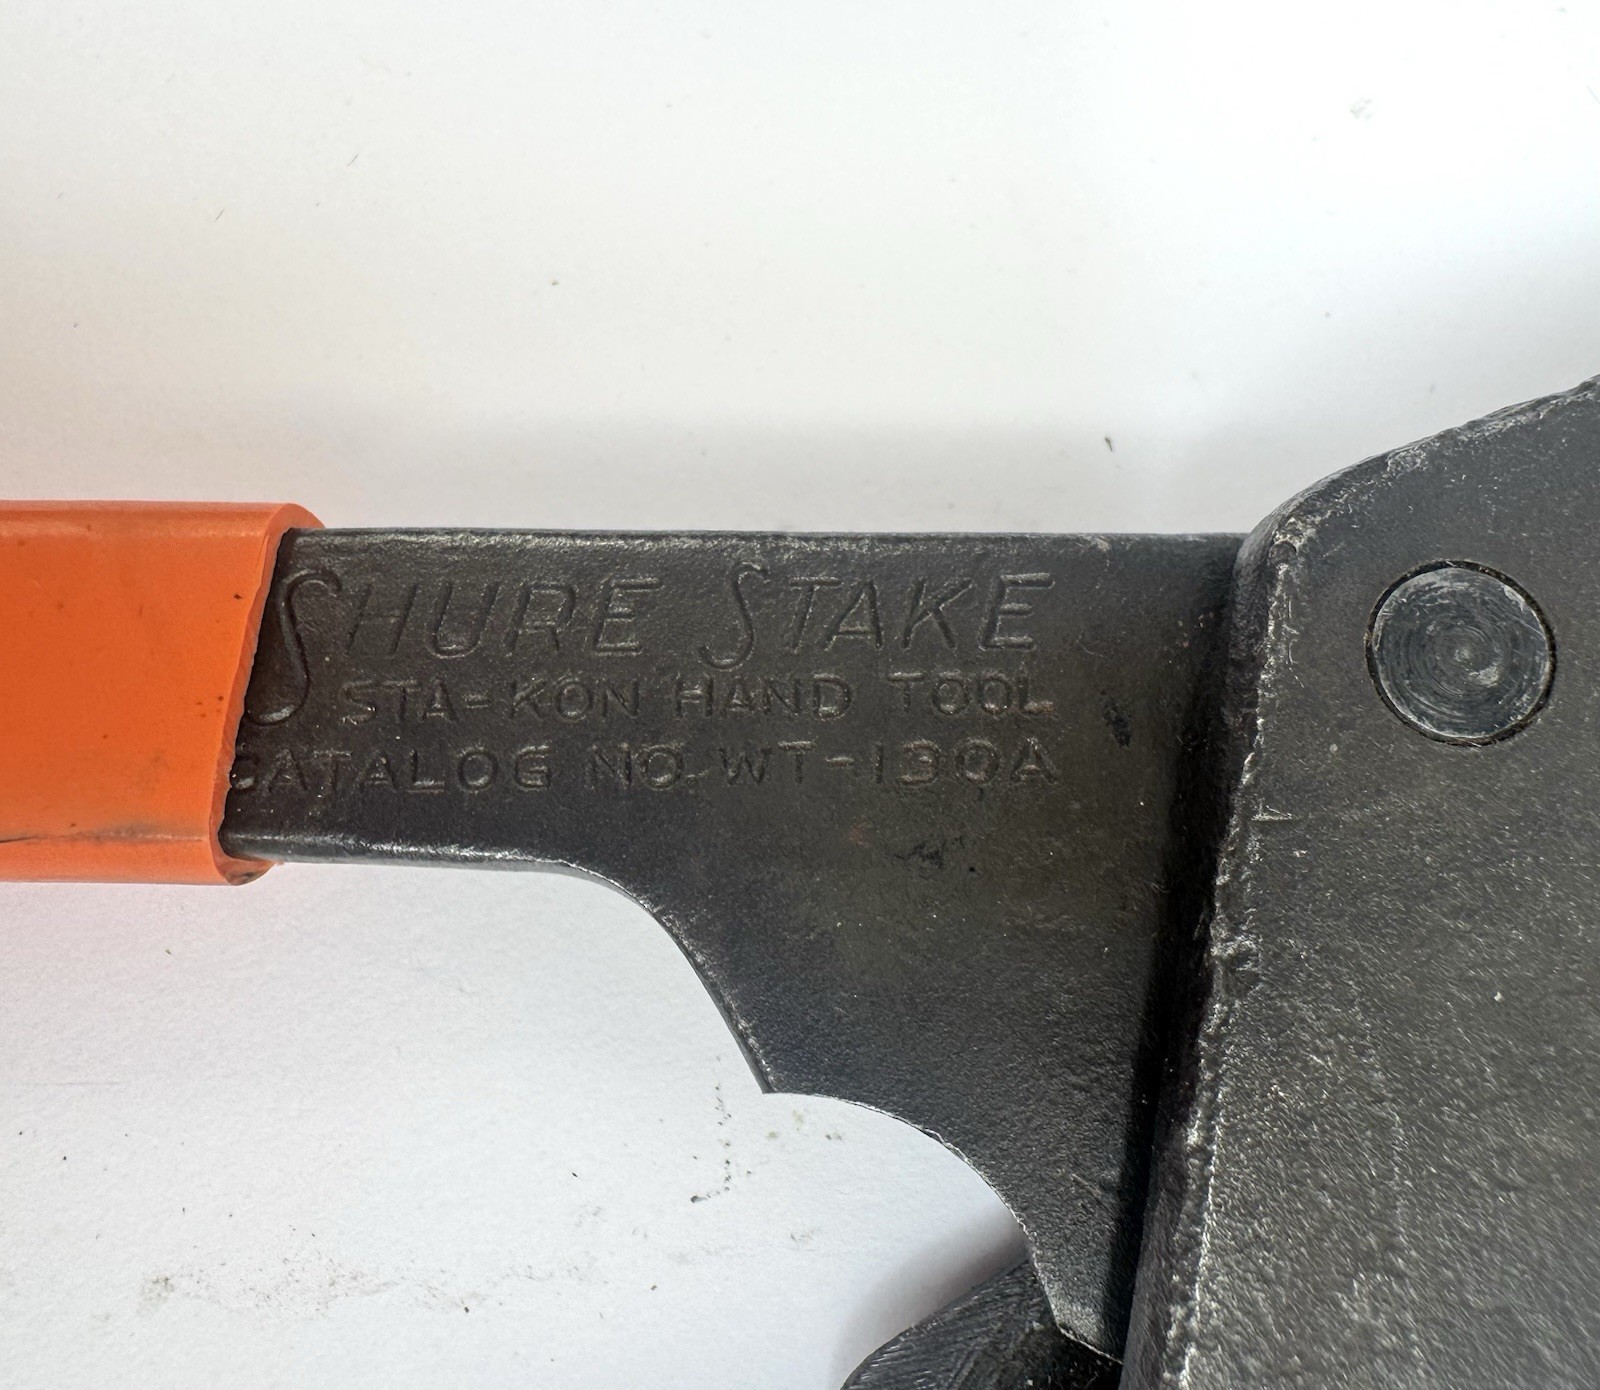 SHURE STAKE
STA-KON HAND TOOL
CATALOG NO. WT-130A